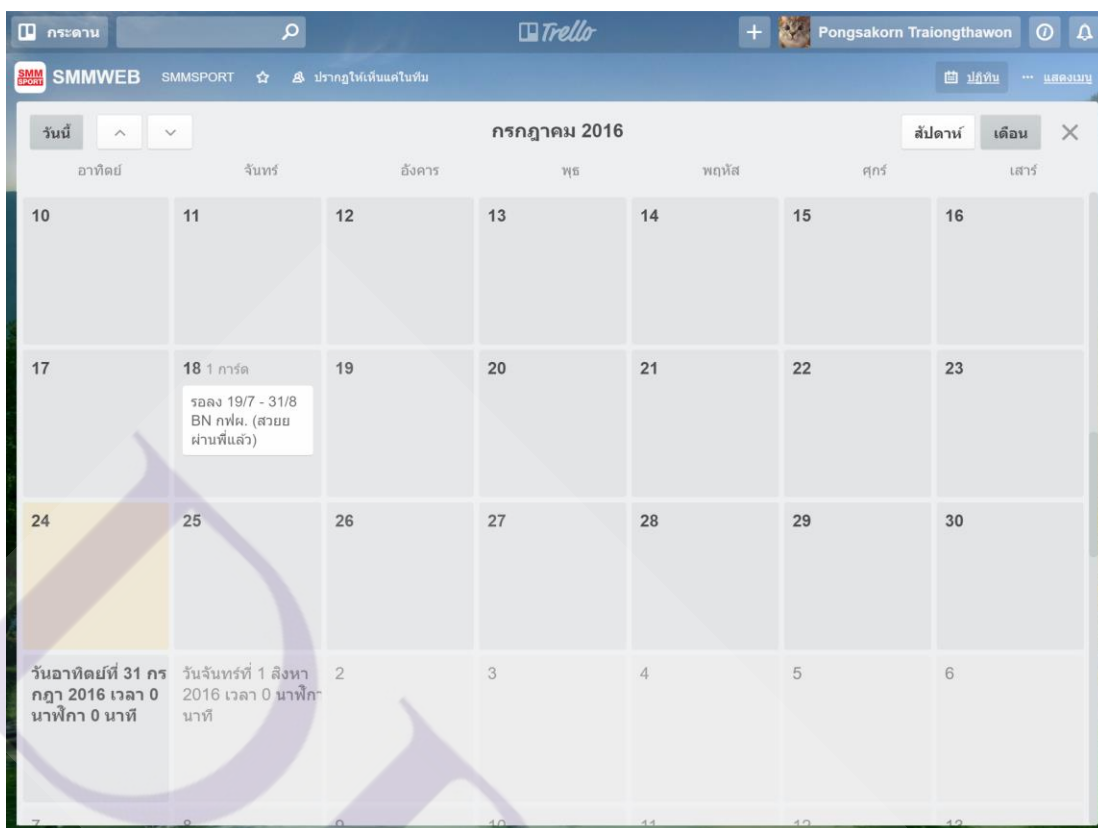 กระดาน
Trello
Pongsakorn Traiongthawon
SMM SPORT
SMMWEB SMMSPORT ปรากฏให้เห็นแค่ในทีม ปฏิทิน ... แสดงเมนู
วันนี้ กรกฎาคม 2016 สัปดาห์ เดือน
อาทิตย์ จันทร์ อังคาร พุธ พฤหัส ศุกร์ เสาร์
10 11 12 13 14 15 16
17 18 1 การ์ด 19 20 21 22 23
รอลง 19/7 - 31/8
BN กฟผ. (สวยย
ผ่านพี่แล้ว)
24 25 26 27 28 29 30
วันอาทิตย์ที่ 31 กร
กฎา 2016 เวลา 0
นาฬิกา 0 นาที
วันจันทร์ที่ 1 สิงหา
2016 เวลา 0 นาฬิกา
นาที
2 3 4 5 6
7 8 9 10 11 12 13